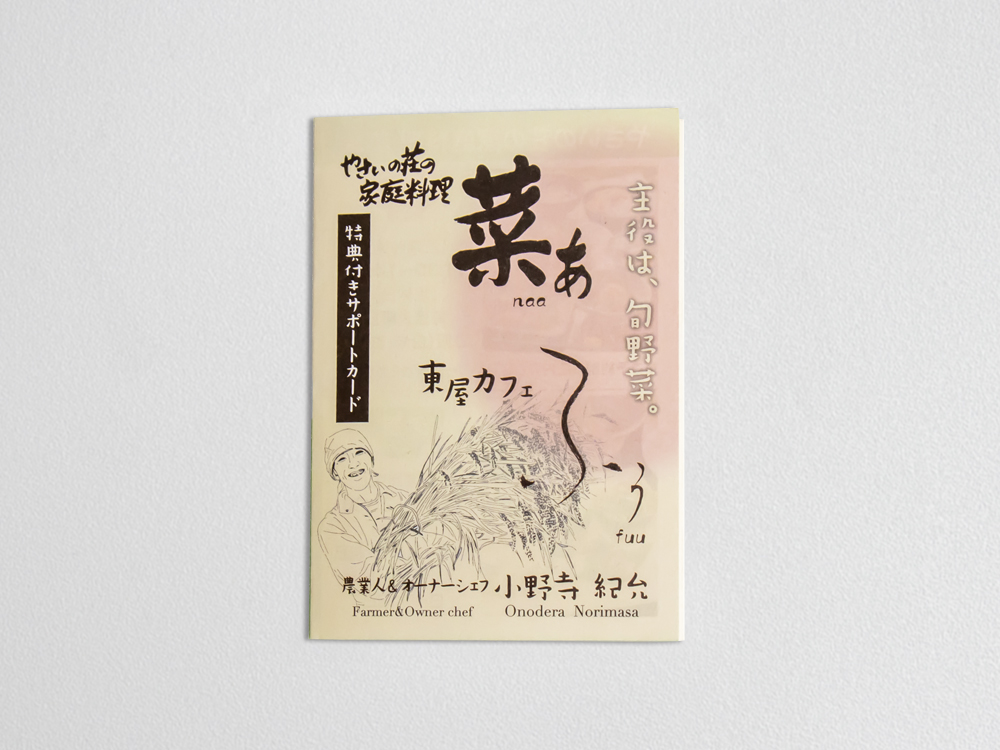 やさいの荘の
家庭料理
菜あ
naa
主役は、旬野菜。
特典付きサポートカード
東屋カフェ
ふぅ
fuu
農業人&オーナーシェフ 小野寺 紀允
Farmer&Owner chef Onodera Norimasa